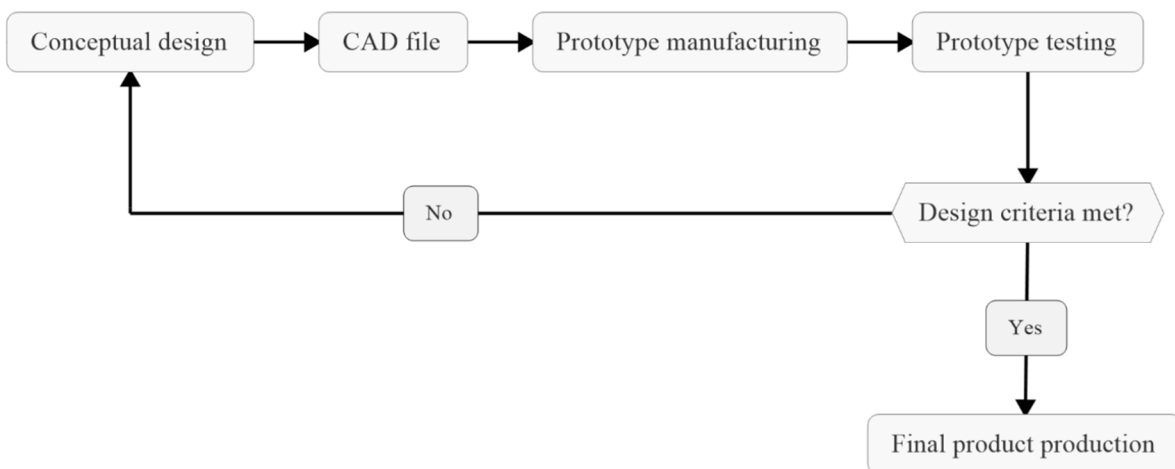 Conceptual design
CAD file
Prototype manufacturing
Prototype testing
No
Design criteria met?
Yes
Final product production